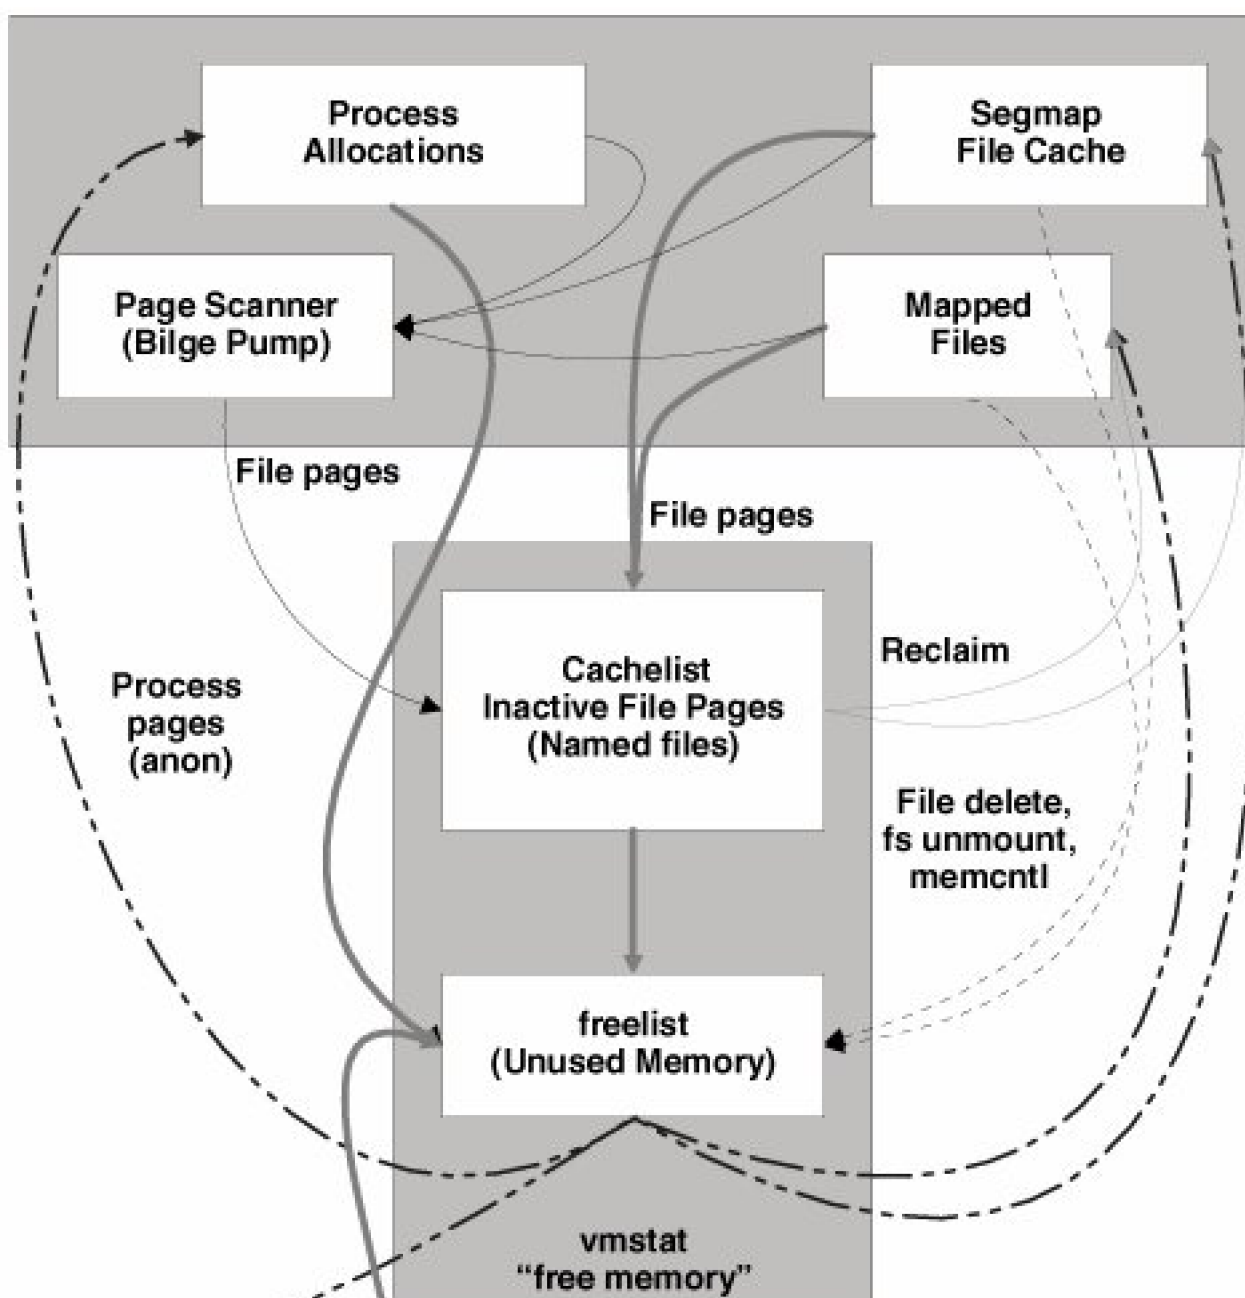 Process
Allocations
Segmap
File Cache
Page Scanner
(Bilge Pump)
Mapped
Files
File pages
File pages
Cachelist
Inactive File Pages
(Named files)
Reclaim
Process
pages
(anon)
File delete,
fs unmount,
memcntl
freelist
(Unused Memory)
vmstat
“free memory”